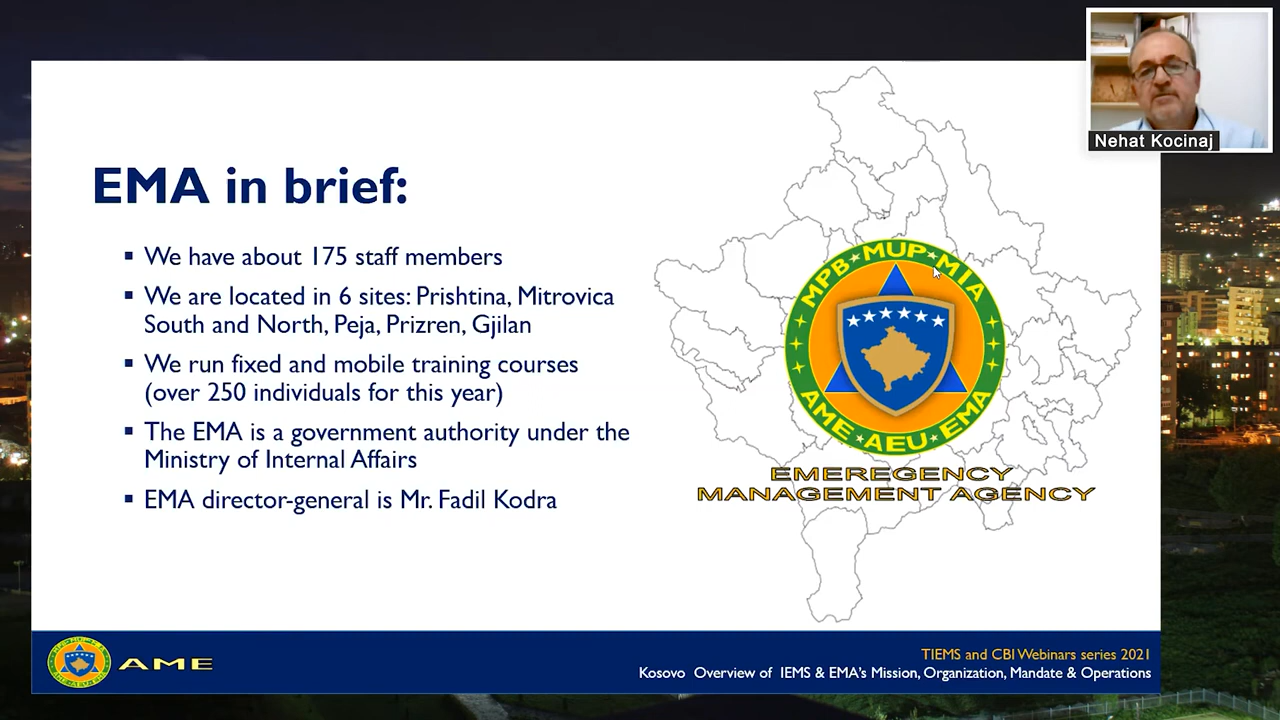 Nehat Kocinaj
EMA in brief:
▪ We have about 175 staff members
▪ We are located in 6 sites: Prishtina, Mitrovica
South and North, Peja, Prizren, Gjilan
▪ We run fixed and mobile training courses
(over 250 individuals for this year)
▪ The EMA is a government authority under the
Ministry of Internal Affairs
▪ EMA director-general is Mr. Fadil Kodra
MPB ★ MUP ★ MIA
AME ★ AEU ★ EMA
EMEREGENCY
MANAGEMENT AGENCY
AME
TIEMS and CBI Webinars series 2021
Kosovo Overview of IEMS & EMA's Mission, Organization, Mandate & Operations